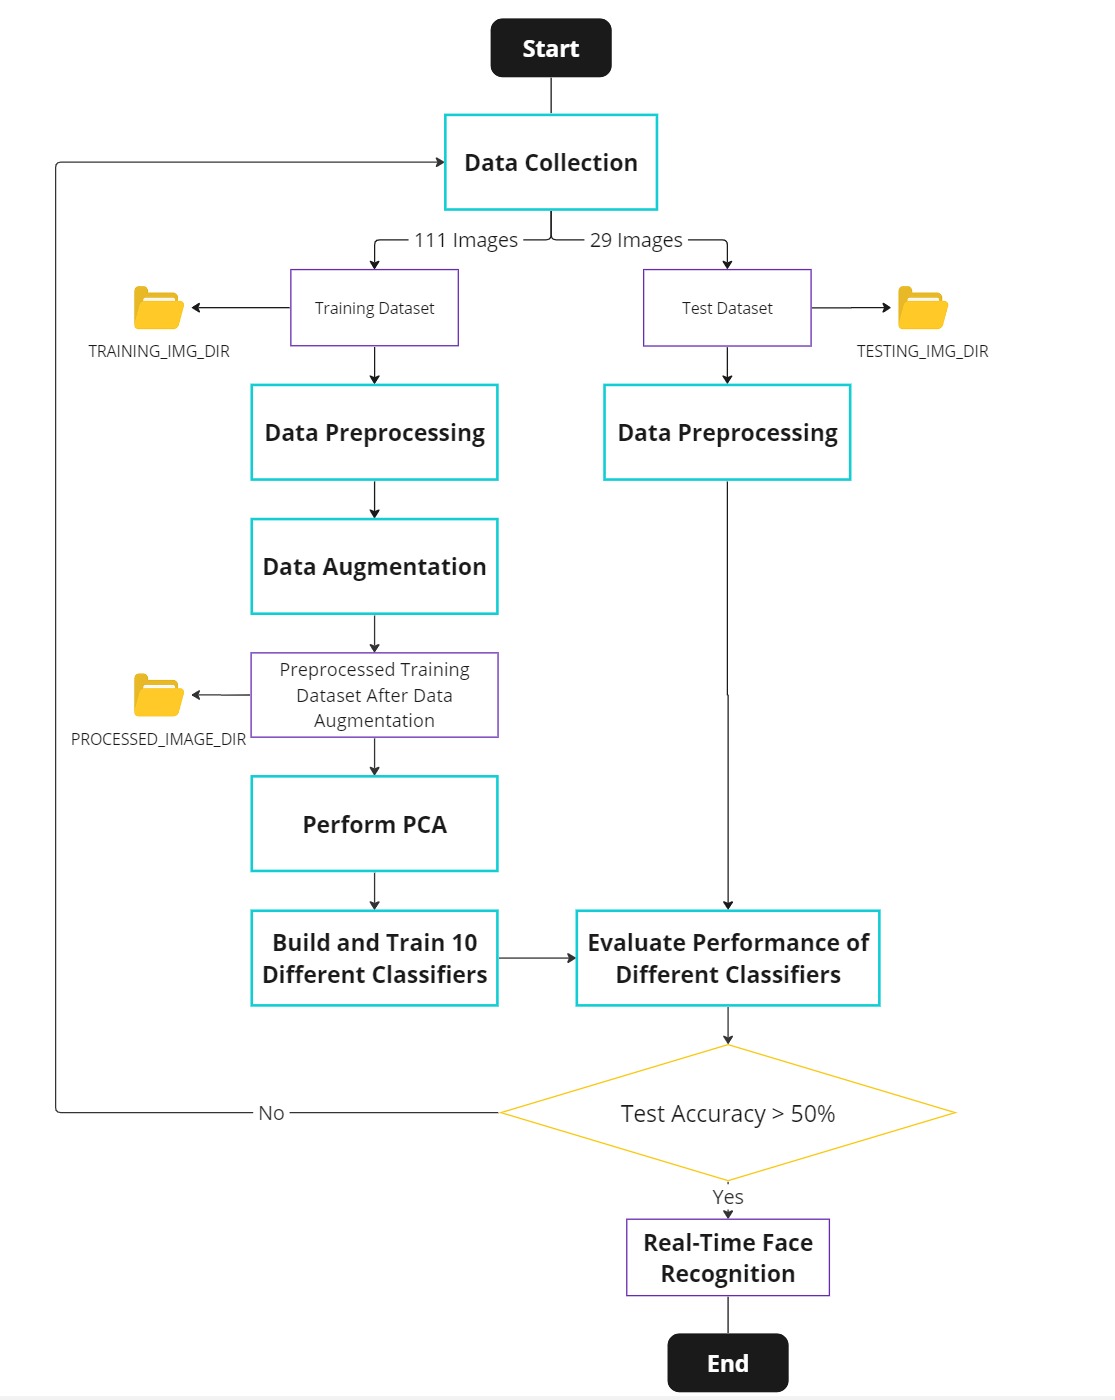 Start
Data Collection
111 Images
29 Images
Training Dataset
Test Dataset
TRAINING_IMG_DIR
TESTING_IMG_DIR
Data Preprocessing
Data Preprocessing
Data Augmentation
Preprocessed Training
Dataset After Data
Augmentation
PROCESSED_IMAGE_DIR
Perform PCA
Build and Train 10
Different Classifiers
Evaluate Performance of
Different Classifiers
Test Accuracy > 50%
No
Yes
Real-Time Face
Recognition
End